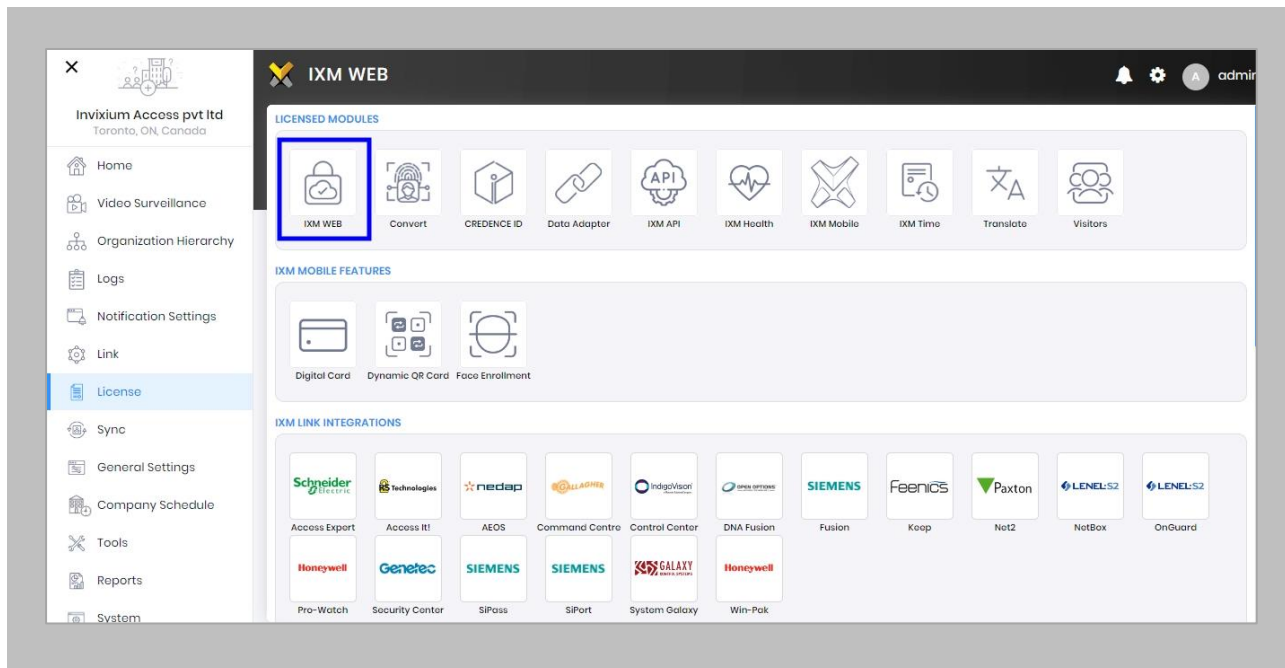 ×
IXM WEB
A
admin
Invixium Access pvt ltd
Toronto, ON, Canada
Home
Video Surveillance
Organization Hierarchy
Logs
Notification Settings
Link
License
Sync
General Settings
Company Schedule
Tools
Reports
System
LICENSED MODULES
API
A
IXM WEB Convert CREDENCE ID Data Adapter IXM API IXM Health IXM Mobile IXM Time Translate Visitors
IXM MOBILE FEATURES
Digital Card Dynamic QR Card Face Enrollment
IXM LINK INTEGRATIONS
Schneider Electric RS Technologies nedap GALLAGHER IndigoVision OPEN OPTIONS SIEMENS Feenics Paxton LENEL·S2 LENEL·S2
Access Expert Access It! AEOS Command Centre Control Center DNA Fusion Fusion Keep Net2 NetBox OnGuard
Honeywell Genetec SIEMENS SIEMENS GALAXY Honeywell
Pro-Watch Security Center SiPass SiPort System Galaxy Win-Pak